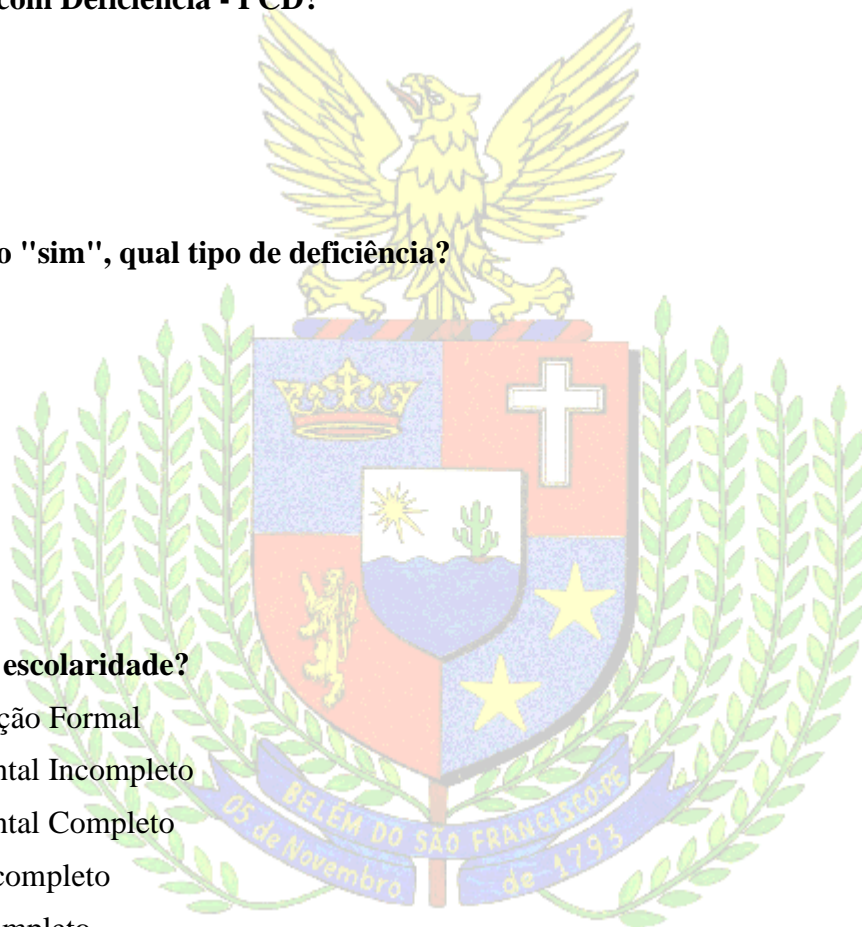 com Deficiência - PCD?
o "sim", qual tipo de deficiência?
escolaridade?
ção Formal
ntal Incompleto
ntal Completo
completo
mpleto
BELÉM DO SÃO FRANCISCO-PE
05 de Novembro de 1793